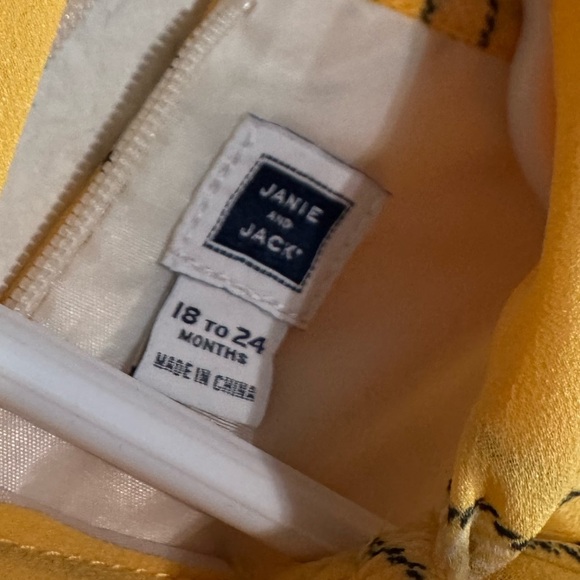 JANIE
AND
JACK®
18 TO 24
MONTHS
MADE IN CHINA